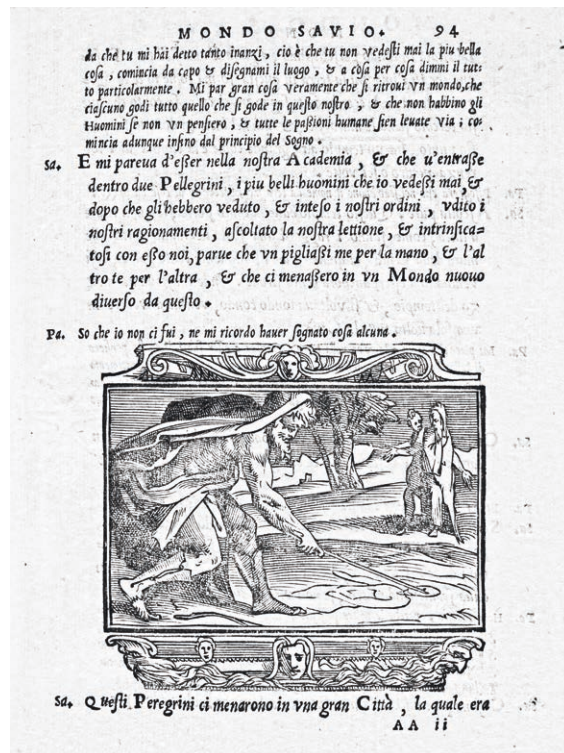 MONDO SAVIO. 94
da che tu mi hai detto tanto inanzi, cio è che tu non vedesti mai la piu bella
cosa, comincia da capo & disegnami il luogo, & a cosa per cosa dimmi il tut-
to particolarmente. Mi par gran cosa veramente che si ritroui vn mondo, che
ciascuno godi tutto quello che si gode in questo nostro, & che non habbino gli
Huomini se non vn pensiero, & tutte le passioni humane sien leuate via; co
mincia adunque insino dal principio del Sogno.
Sa. E mi pareua d'esser nella nostra Academia, & che u'entrasse
dentro due Pellegrini, i piu belli huomini che io vedessi mai, &
dopo che gli hebbero veduto, & inteso i nostri ordini, vdito i
nostri ragionamenti, ascoltato la nostra lettione, & intrinsica-
tosi con esso noi, parue che vn pigliassi me per la mano, & l'al
tro te per l'altra, & che ci menassero in vn Mondo nuouo
diuerso da questo.
Pa. So che io non ci fui, ne mi ricordo hauer sognato cosa alcuna.
Sa. Questi Peregrini ci menarono in vna gran Città, la quale era
AA ii